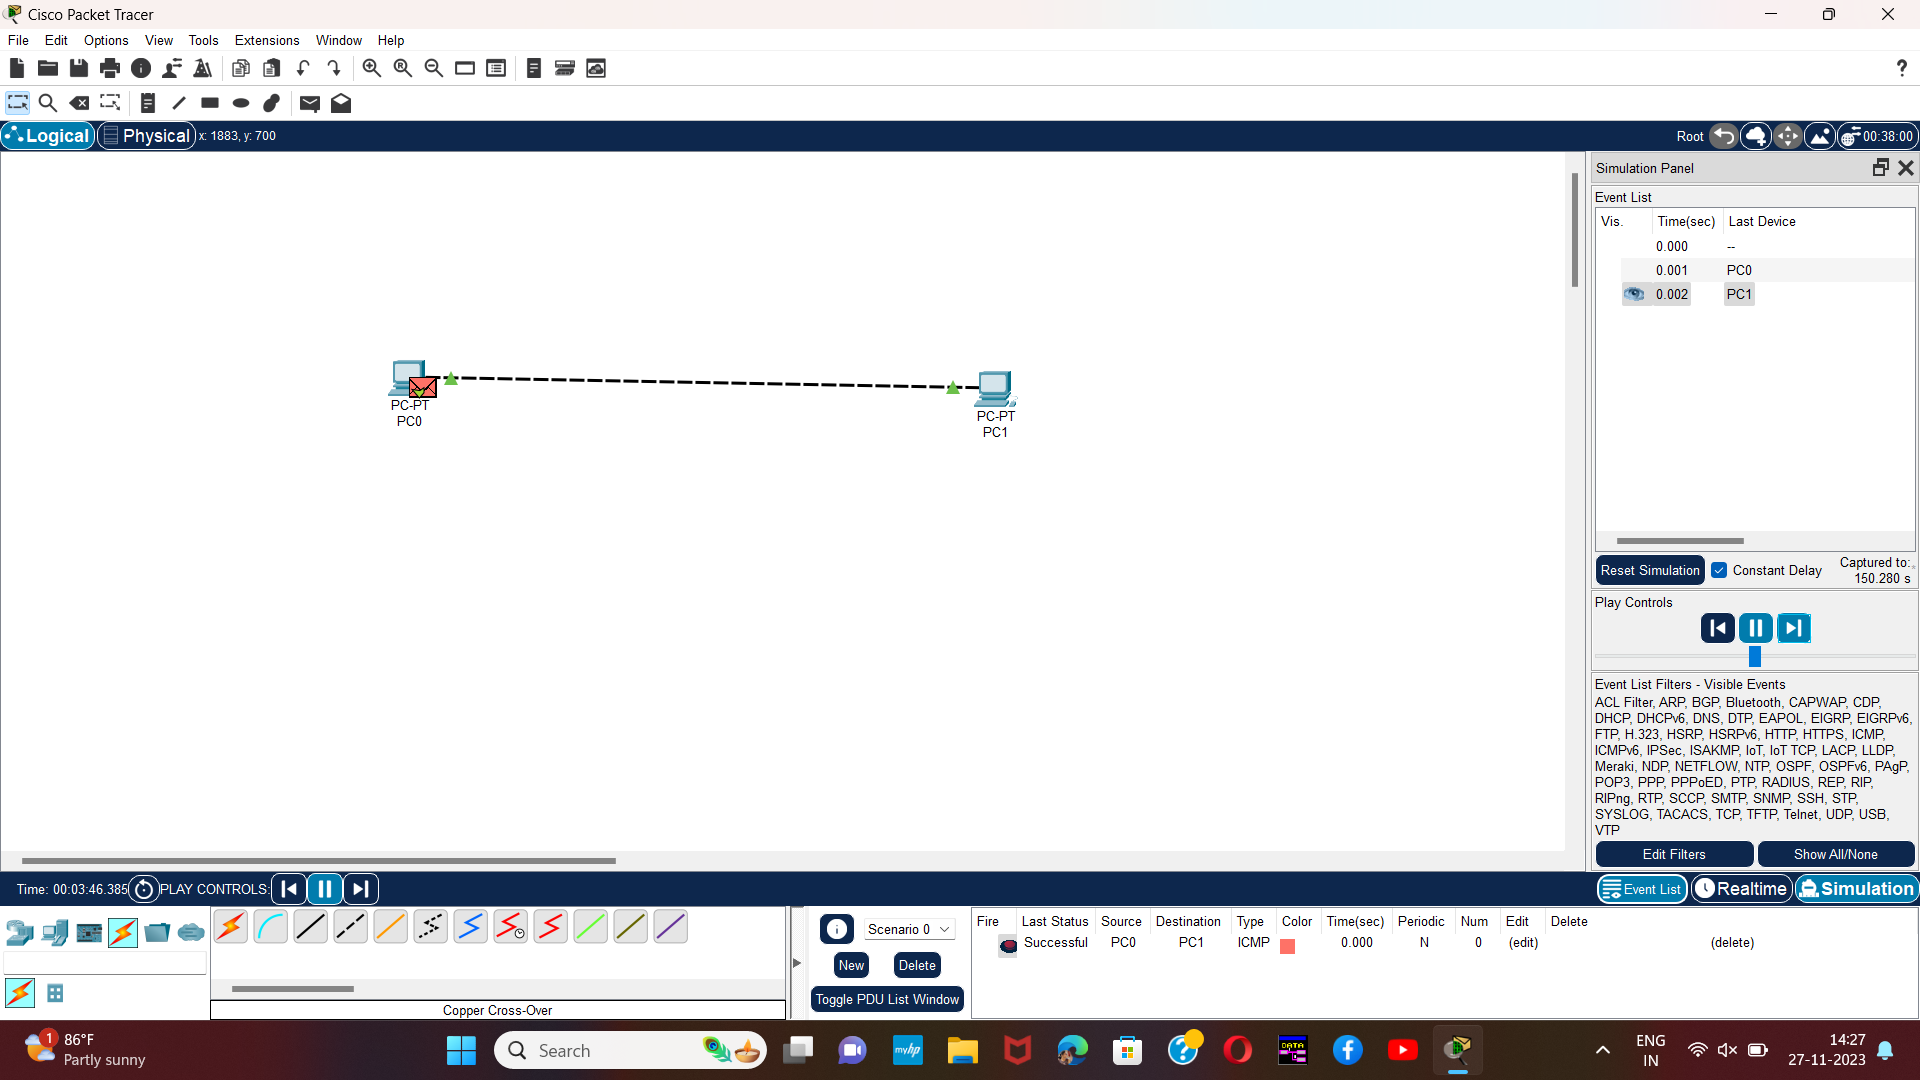 Cisco Packet Tracer
File Edit Options View Tools Extensions Window Help
?
Logical Physical x: 1883, y: 700 Root 00:38:00
Simulation Panel
Event List
Vis. Time(sec) Last Device
0.000 --
0.001 PC0
0.002 PC1
PC-PT
PC0
PC-PT
PC1
Reset Simulation Constant Delay Captured to:
150.280 s
Play Controls
Event List Filters - Visible Events
ACL Filter, ARP, BGP, Bluetooth, CAPWAP, CDP,
DHCP, DHCPv6, DNS, DTP, EAPOL, EIGRP, EIGRPv6,
FTP, H.323, HSRP, HSRPv6, HTTP, HTTPS, ICMP,
ICMPv6, IPSec, ISAKMP, IoT, IoT TCP, LACP, LLDP,
Meraki, NDP, NETFLOW, NTP, OSPF, OSPFv6, PAgP,
POP3, PPP, PPPoED, PTP, RADIUS, REP, RIP,
RIPng, RTP, SCCP, SMTP, SNMP, SSH, STP,
SYSLOG, TACACS, TCP, TFTP, Telnet, UDP, USB,
VTP
Edit Filters Show All/None
Time: 00:03:46.385 PLAY CONTROLS: Event List Realtime Simulation
Scenario 0
New Delete
Toggle PDU List Window
Fire Last Status Source Destination Type Color Time(sec) Periodic Num Edit Delete
Successful PC0 PC1 ICMP 0.000 N 0 (edit) (delete)
Copper Cross-Over
1 86°F
Partly sunny
Search
myhp
DATA
ENG
IN
14:27
27-11-2023